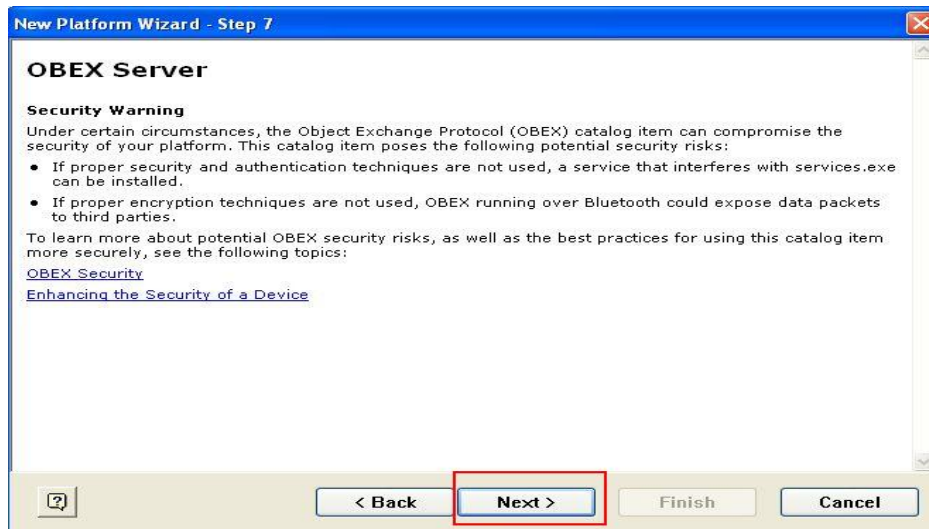 New Platform Wizard - Step 7
OBEX Server
Security Warning
Under certain circumstances, the Object Exchange Protocol (OBEX) catalog item can compromise the
security of your platform. This catalog item poses the following potential security risks:
• If proper security and authentication techniques are not used, a service that interferes with services.exe
can be installed.
• If proper encryption techniques are not used, OBEX running over Bluetooth could expose data packets
to third parties.
To learn more about potential OBEX security risks, as well as the best practices for using this catalog item
more securely, see the following topics:
OBEX Security
Enhancing the Security of a Device
? < Back Next > Finish Cancel